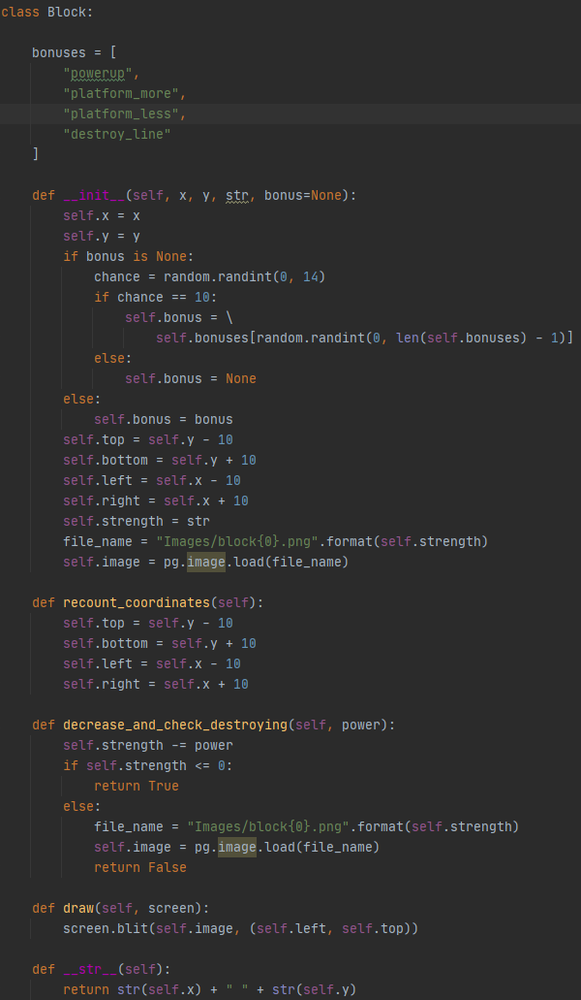 class Block:

    bonuses = [
        "powerup",
        "platform_more",
        "platform_less",
        "destroy_line"
    ]

    def __init__(self, x, y, str, bonus=None):
        self.x = x
        self.y = y
        if bonus is None:
            chance = random.randint(0, 14)
            if chance == 10:
                self.bonus = \
                    self.bonuses[random.randint(0, len(self.bonuses) - 1)]
            else:
                self.bonus = None
        else:
            self.bonus = bonus
        self.top = self.y - 10
        self.bottom = self.y + 10
        self.left = self.x - 10
        self.right = self.x + 10
        self.strength = str
        file_name = "Images/block{0}.png".format(self.strength)
        self.image = pg.image.load(file_name)

    def recount_coordinates(self):
        self.top = self.y - 10
        self.bottom = self.y + 10
        self.left = self.x - 10
        self.right = self.x + 10

    def decrease_and_check_destroying(self, power):
        self.strength -= power
        if self.strength <= 0:
            return True
        else:
            file_name = "Images/block{0}.png".format(self.strength)
            self.image = pg.image.load(file_name)
            return False

    def draw(self, screen):
        screen.blit(self.image, (self.left, self.top))

    def __str__(self):
        return str(self.x) + " " + str(self.y)